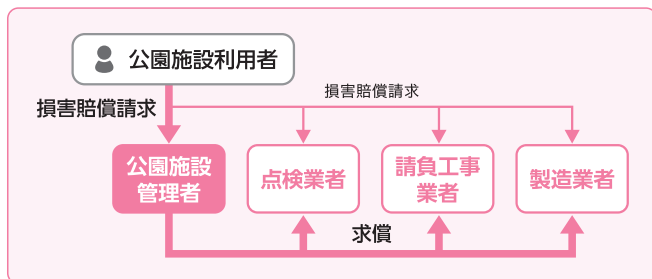 公園施設利用者
損害賠償請求
損害賠償請求
公園施設
管理者
点検業者
請負工事
業者
製造業者
求償